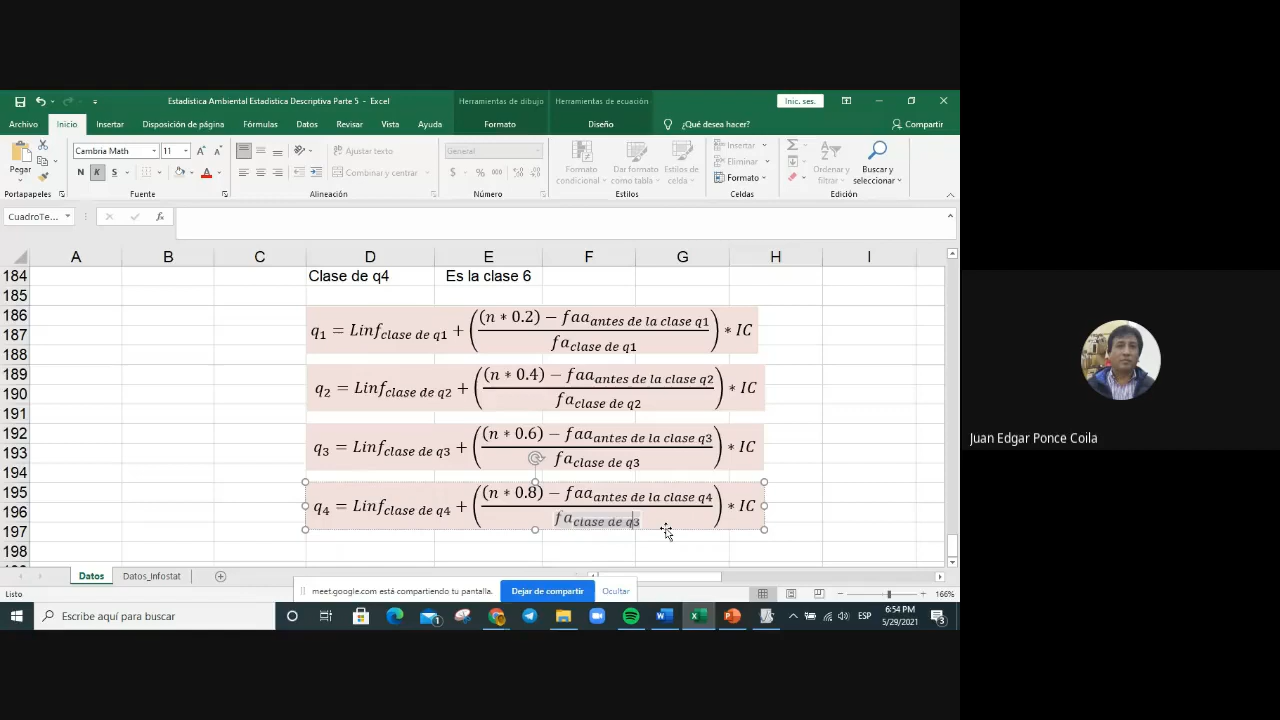 Estadística Ambiental Estadística Descriptiva Parte 5 - Excel
Herramientas de dibujo
Herramientas de ecuación
Inic. ses.
Archivo Inicio Insertar Disposición de página Fórmulas Datos Revisar Vista Ayuda Formato Diseño ¿Qué desea hacer? Compartir
Pegar
Cambria Math 11
N K S
Ajustar texto
Combinar y centrar
General
$ % 000
Formato condicional
Dar formato como tabla
Estilos de celda
Insertar
Eliminar
Formato
Ordenar y filtrar
Buscar y seleccionar
Portapapeles Fuente Alineación Número Estilos Celdas Edición
CuadroTe... fx
A B C D E F G H I
184 Clase de q4 Es la clase 6
185
186
187 q1 = Linf clase de q1 + ((n * 0.2) − faa antes de la clase q1 / fa clase de q1) * IC
188
189
190 q2 = Linf clase de q2 + ((n * 0.4) − faa antes de la clase q2 / fa clase de q2) * IC
191
192
193 q3 = Linf clase de q3 + ((n * 0.6) − faa antes de la clase q3 / fa clase de q3) * IC
194
195
196 q4 = Linf clase de q4 + ((n * 0.8) − faa antes de la clase q4 / fa clase de q3) * IC
197
198
Datos Datos_Infostat
Listo
meet.google.com está compartiendo tu pantalla. Dejar de compartir Ocultar
166%
Escribe aquí para buscar
ESP
6:54 PM
5/29/2021
3
Juan Edgar Ponce Coila